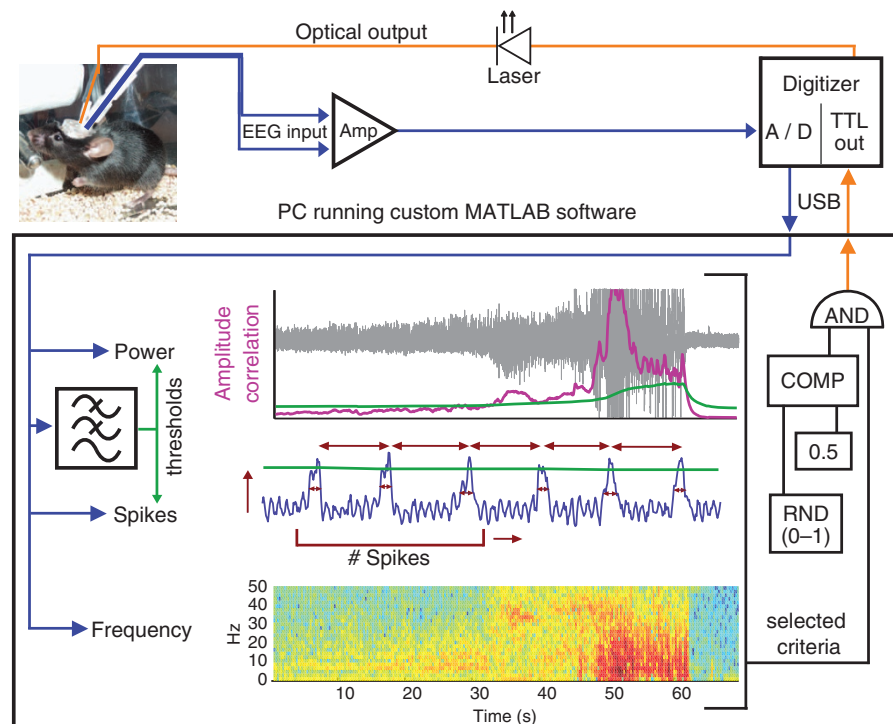 Optical output
Laser
Digitizer
A / D
TTL
out
EEG input
Amp
USB
PC running custom MATLAB software
Power
thresholds
Spikes
Frequency
Amplitude
correlation
# Spikes
AND
COMP
0.5
RND
(0–1)
selected
criteria
Hz
50
40
30
20
10
0
10 20 30 40 50 60
Time (s)